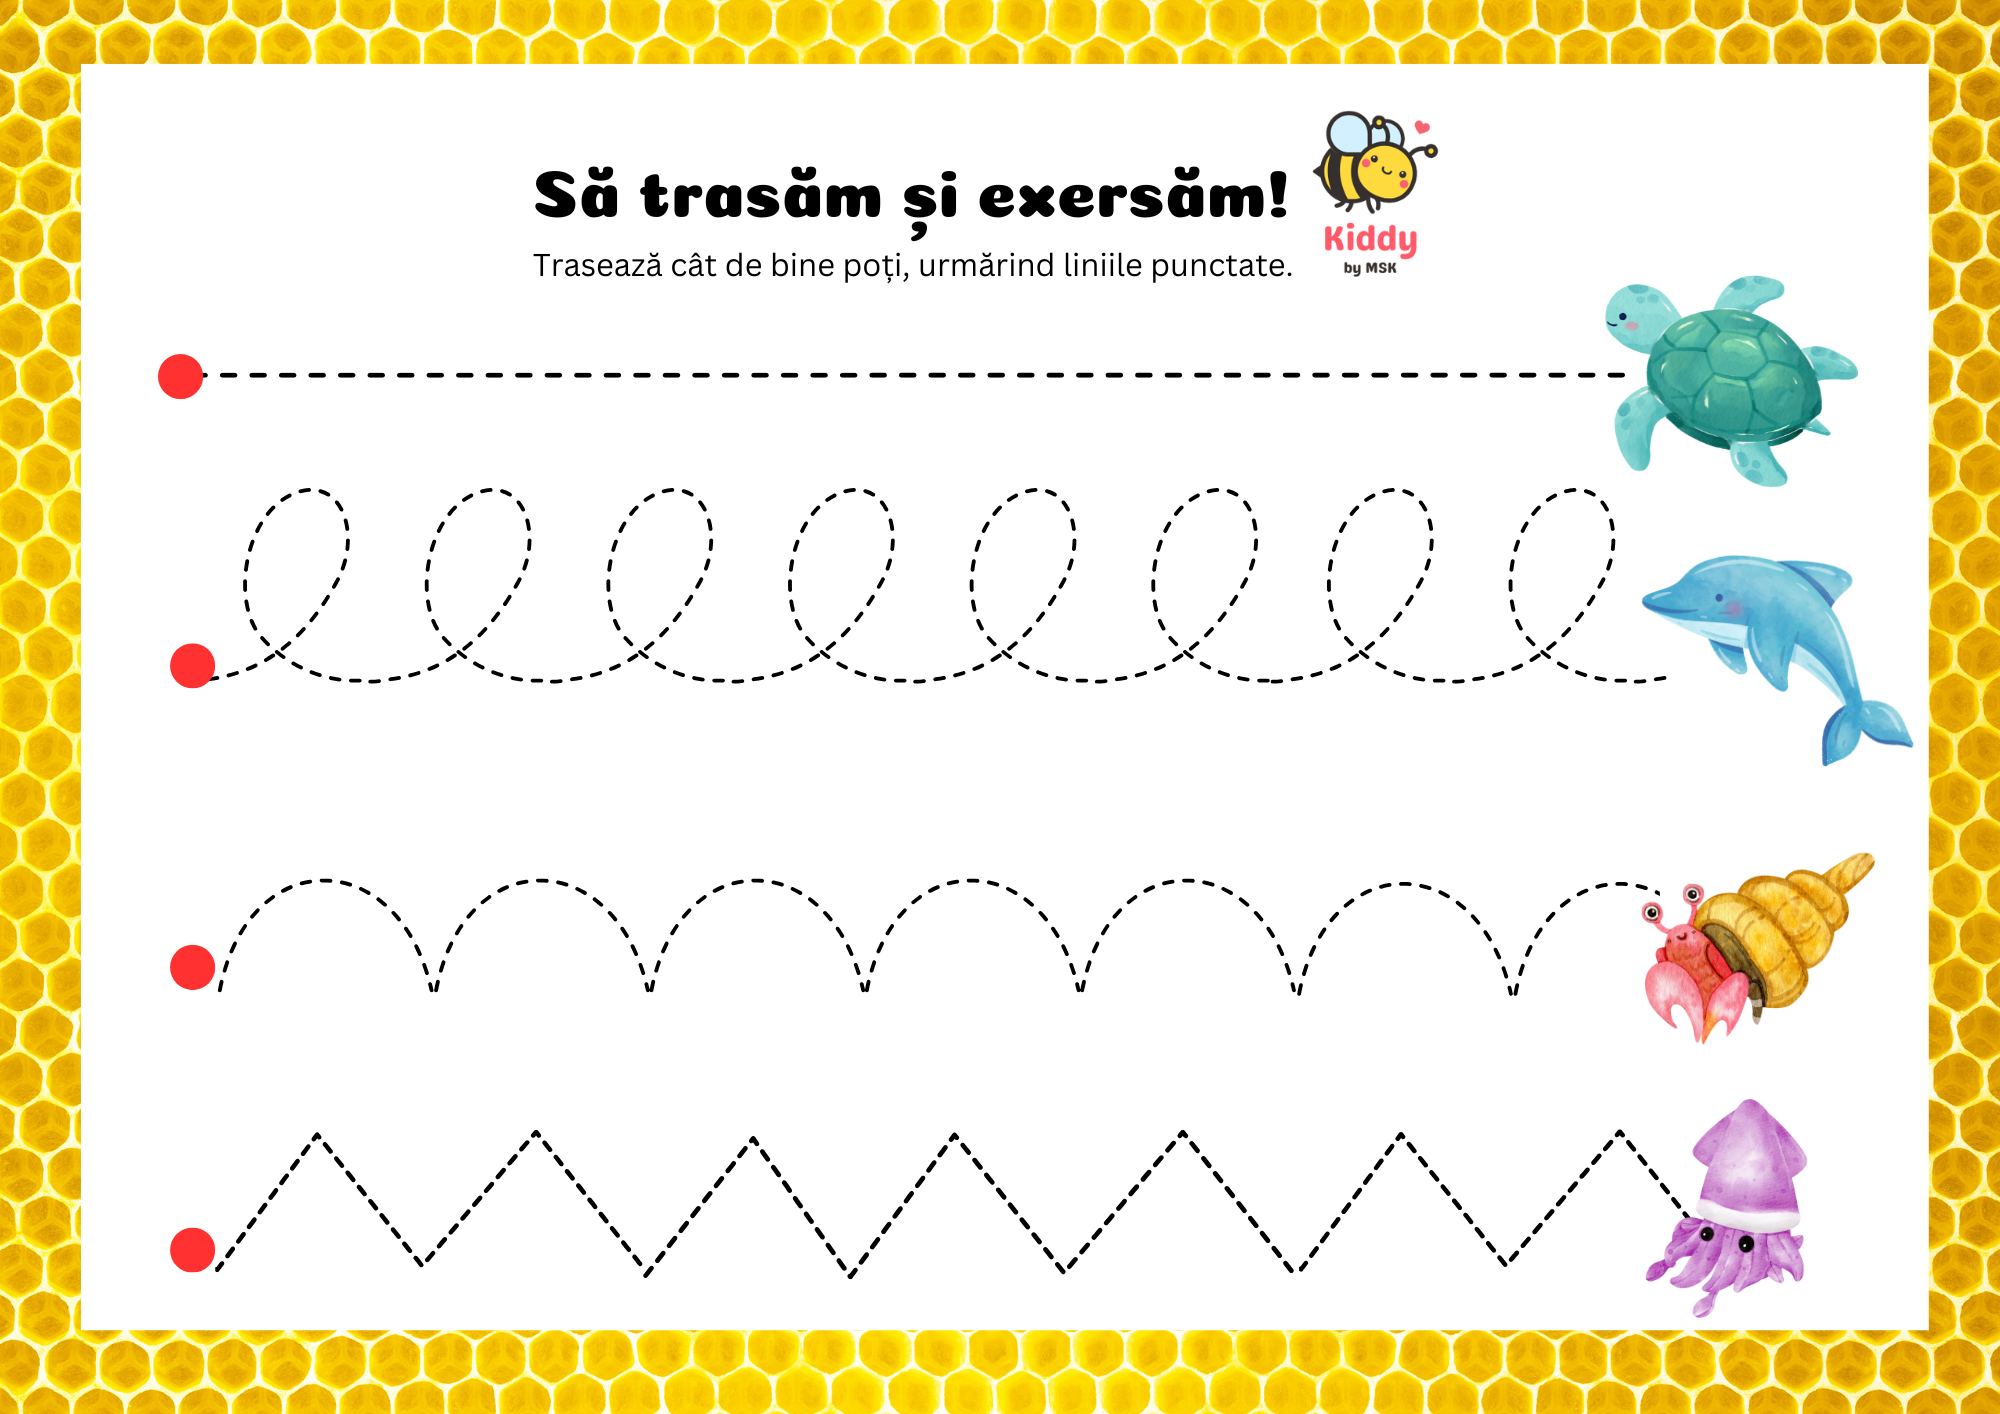 Să trasăm și exersăm!
Trasează cât de bine poți, urmărind liniile punctate.
Kiddy
by MSK